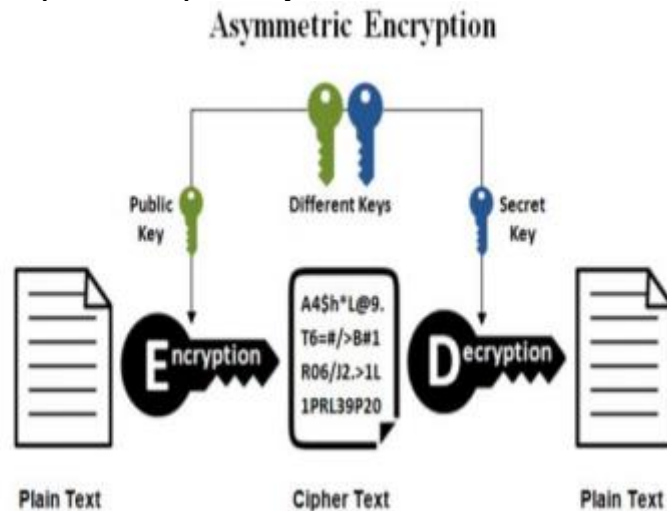 Asymmetric Encryption
Public
Key
Different Keys
Secret
Key
A4$h*L@9.
T6=#/>B#1
R06/J2.>1L
1PRL39P20
Encryption
Decryption
Plain Text
Cipher Text
Plain Text